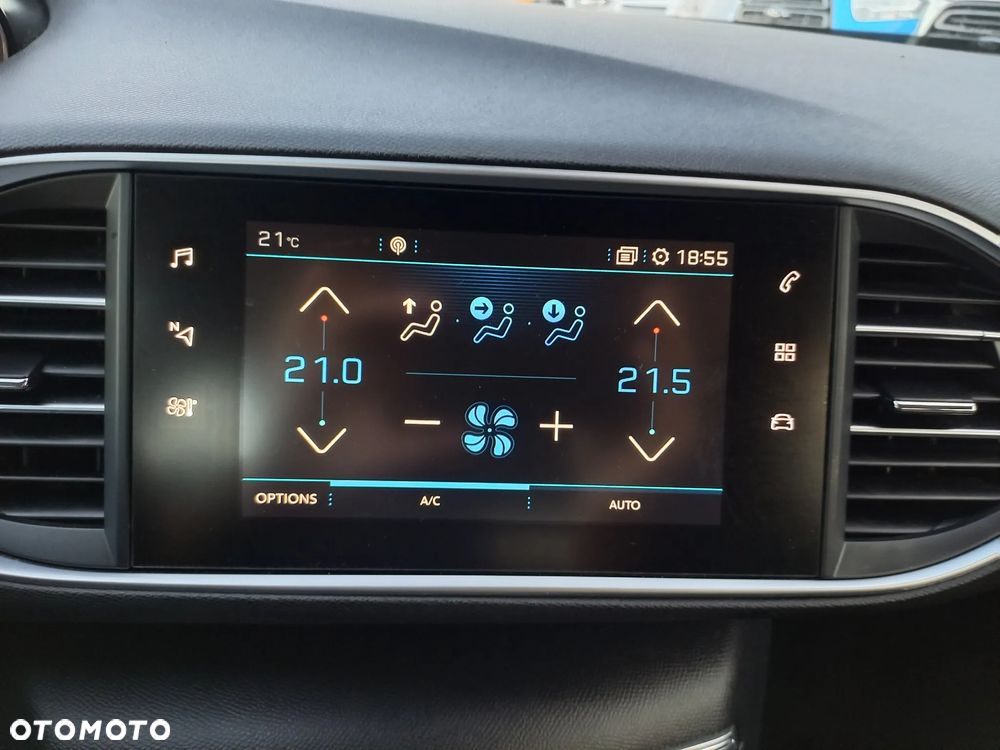 21°C
18:55
N
21.0
21.5
OPTIONS
A/C
AUTO
OTOMOTO